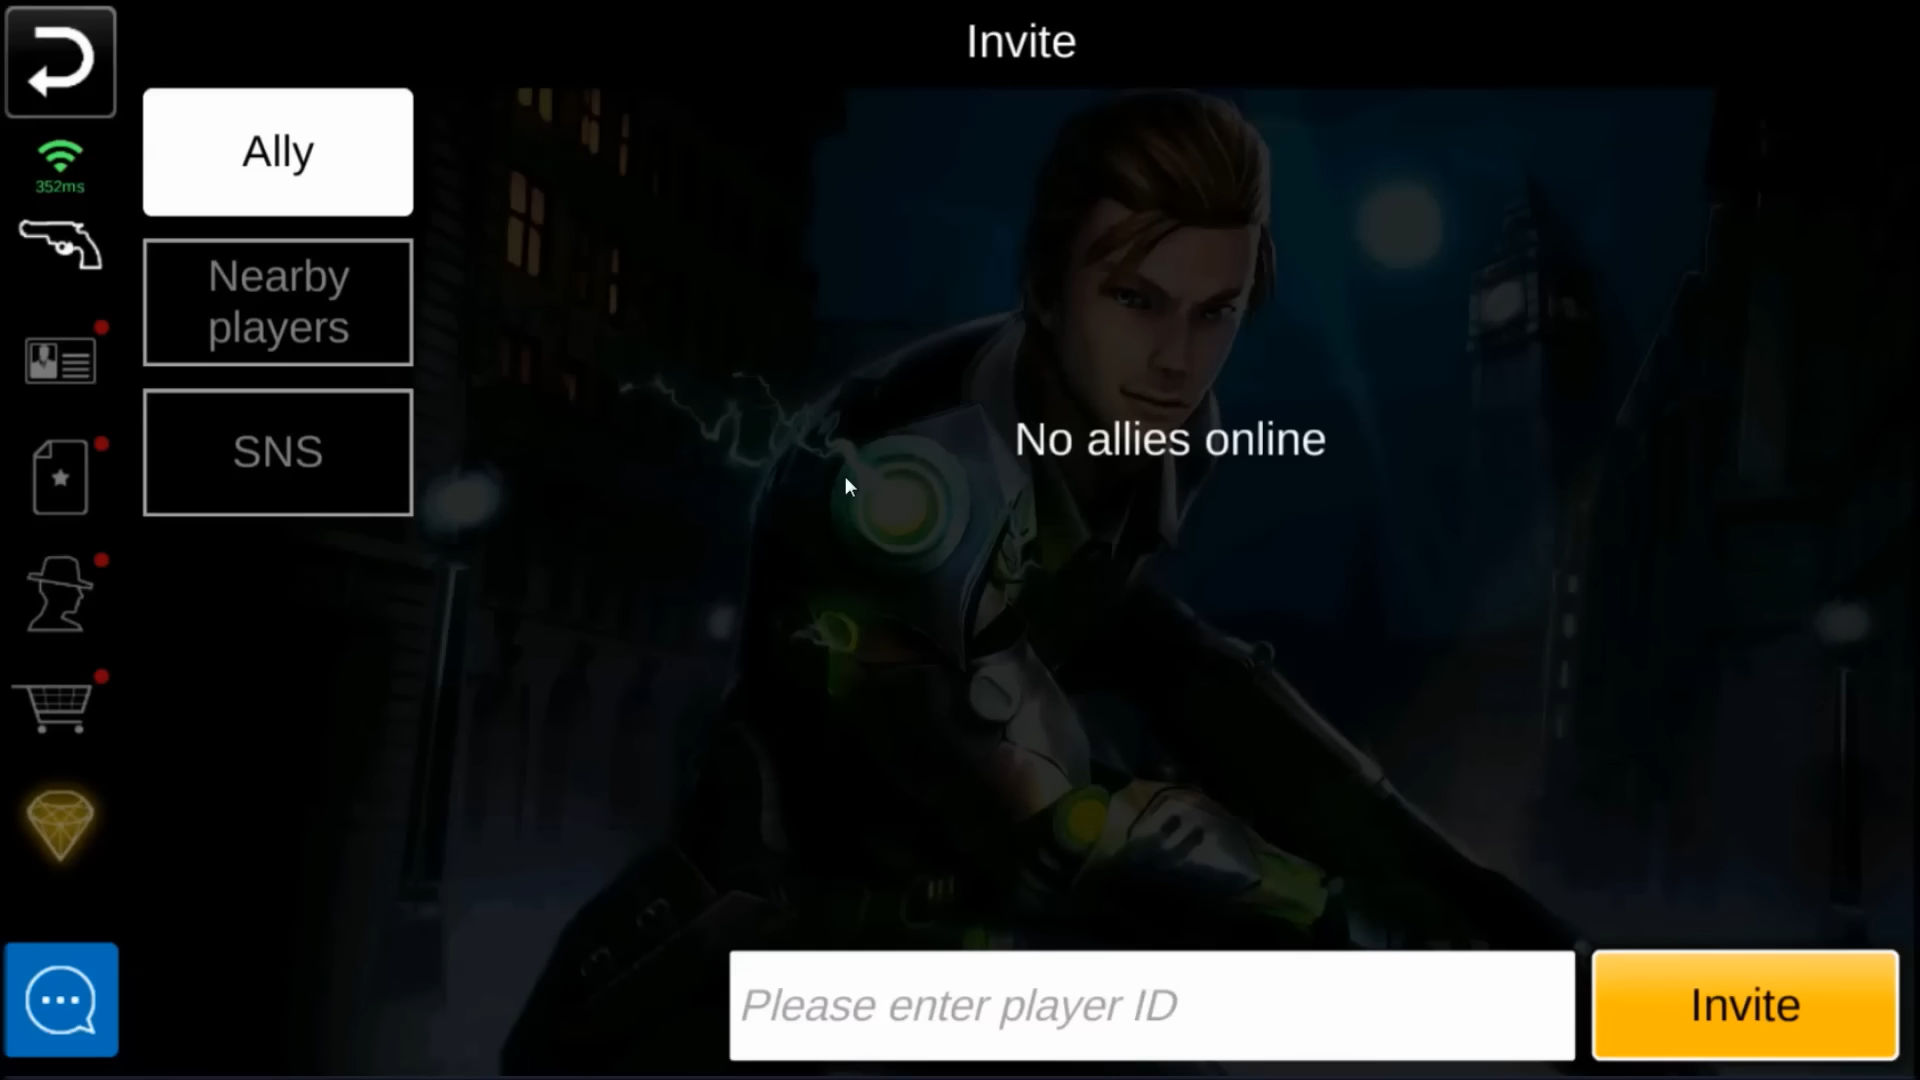 Invite
Ally
352ms
Nearby
players
SNS
No allies online
Please enter player ID
Invite